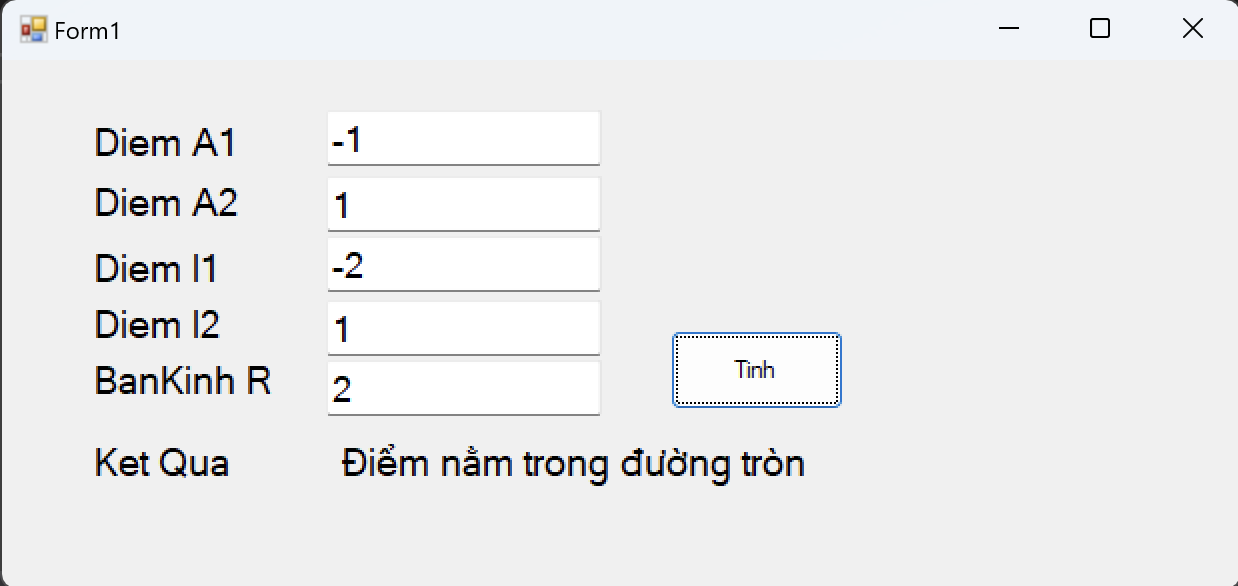 Form1
Diem A1 -1
Diem A2 1
Diem I1 -2
Diem I2 1
BanKinh R 2
Tinh
Ket Qua Điểm nằm trong đường tròn